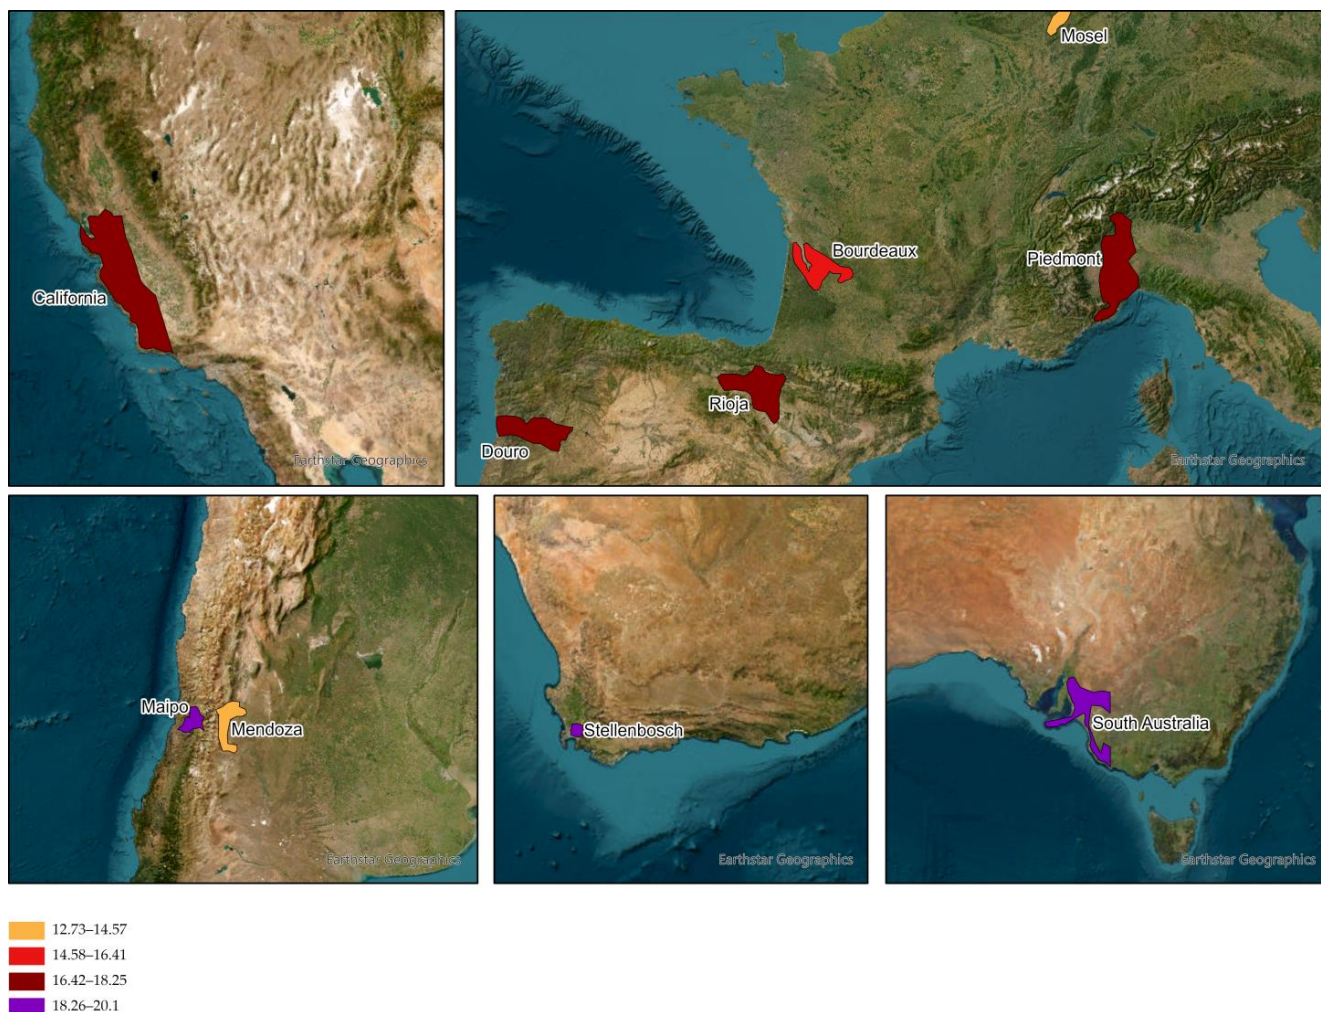 California
Earthstar Geographics
Mosel
Bourdeaux
Piedmont
Rioja
Douro
Earthstar Geographics
Maipo
Mendoza
Earthstar Geographics
Stellenbosch
Earthstar Geographics
South Australia
Earthstar Geographics
12.73–14.57
14.58–16.41
16.42–18.25
18.26–20.1